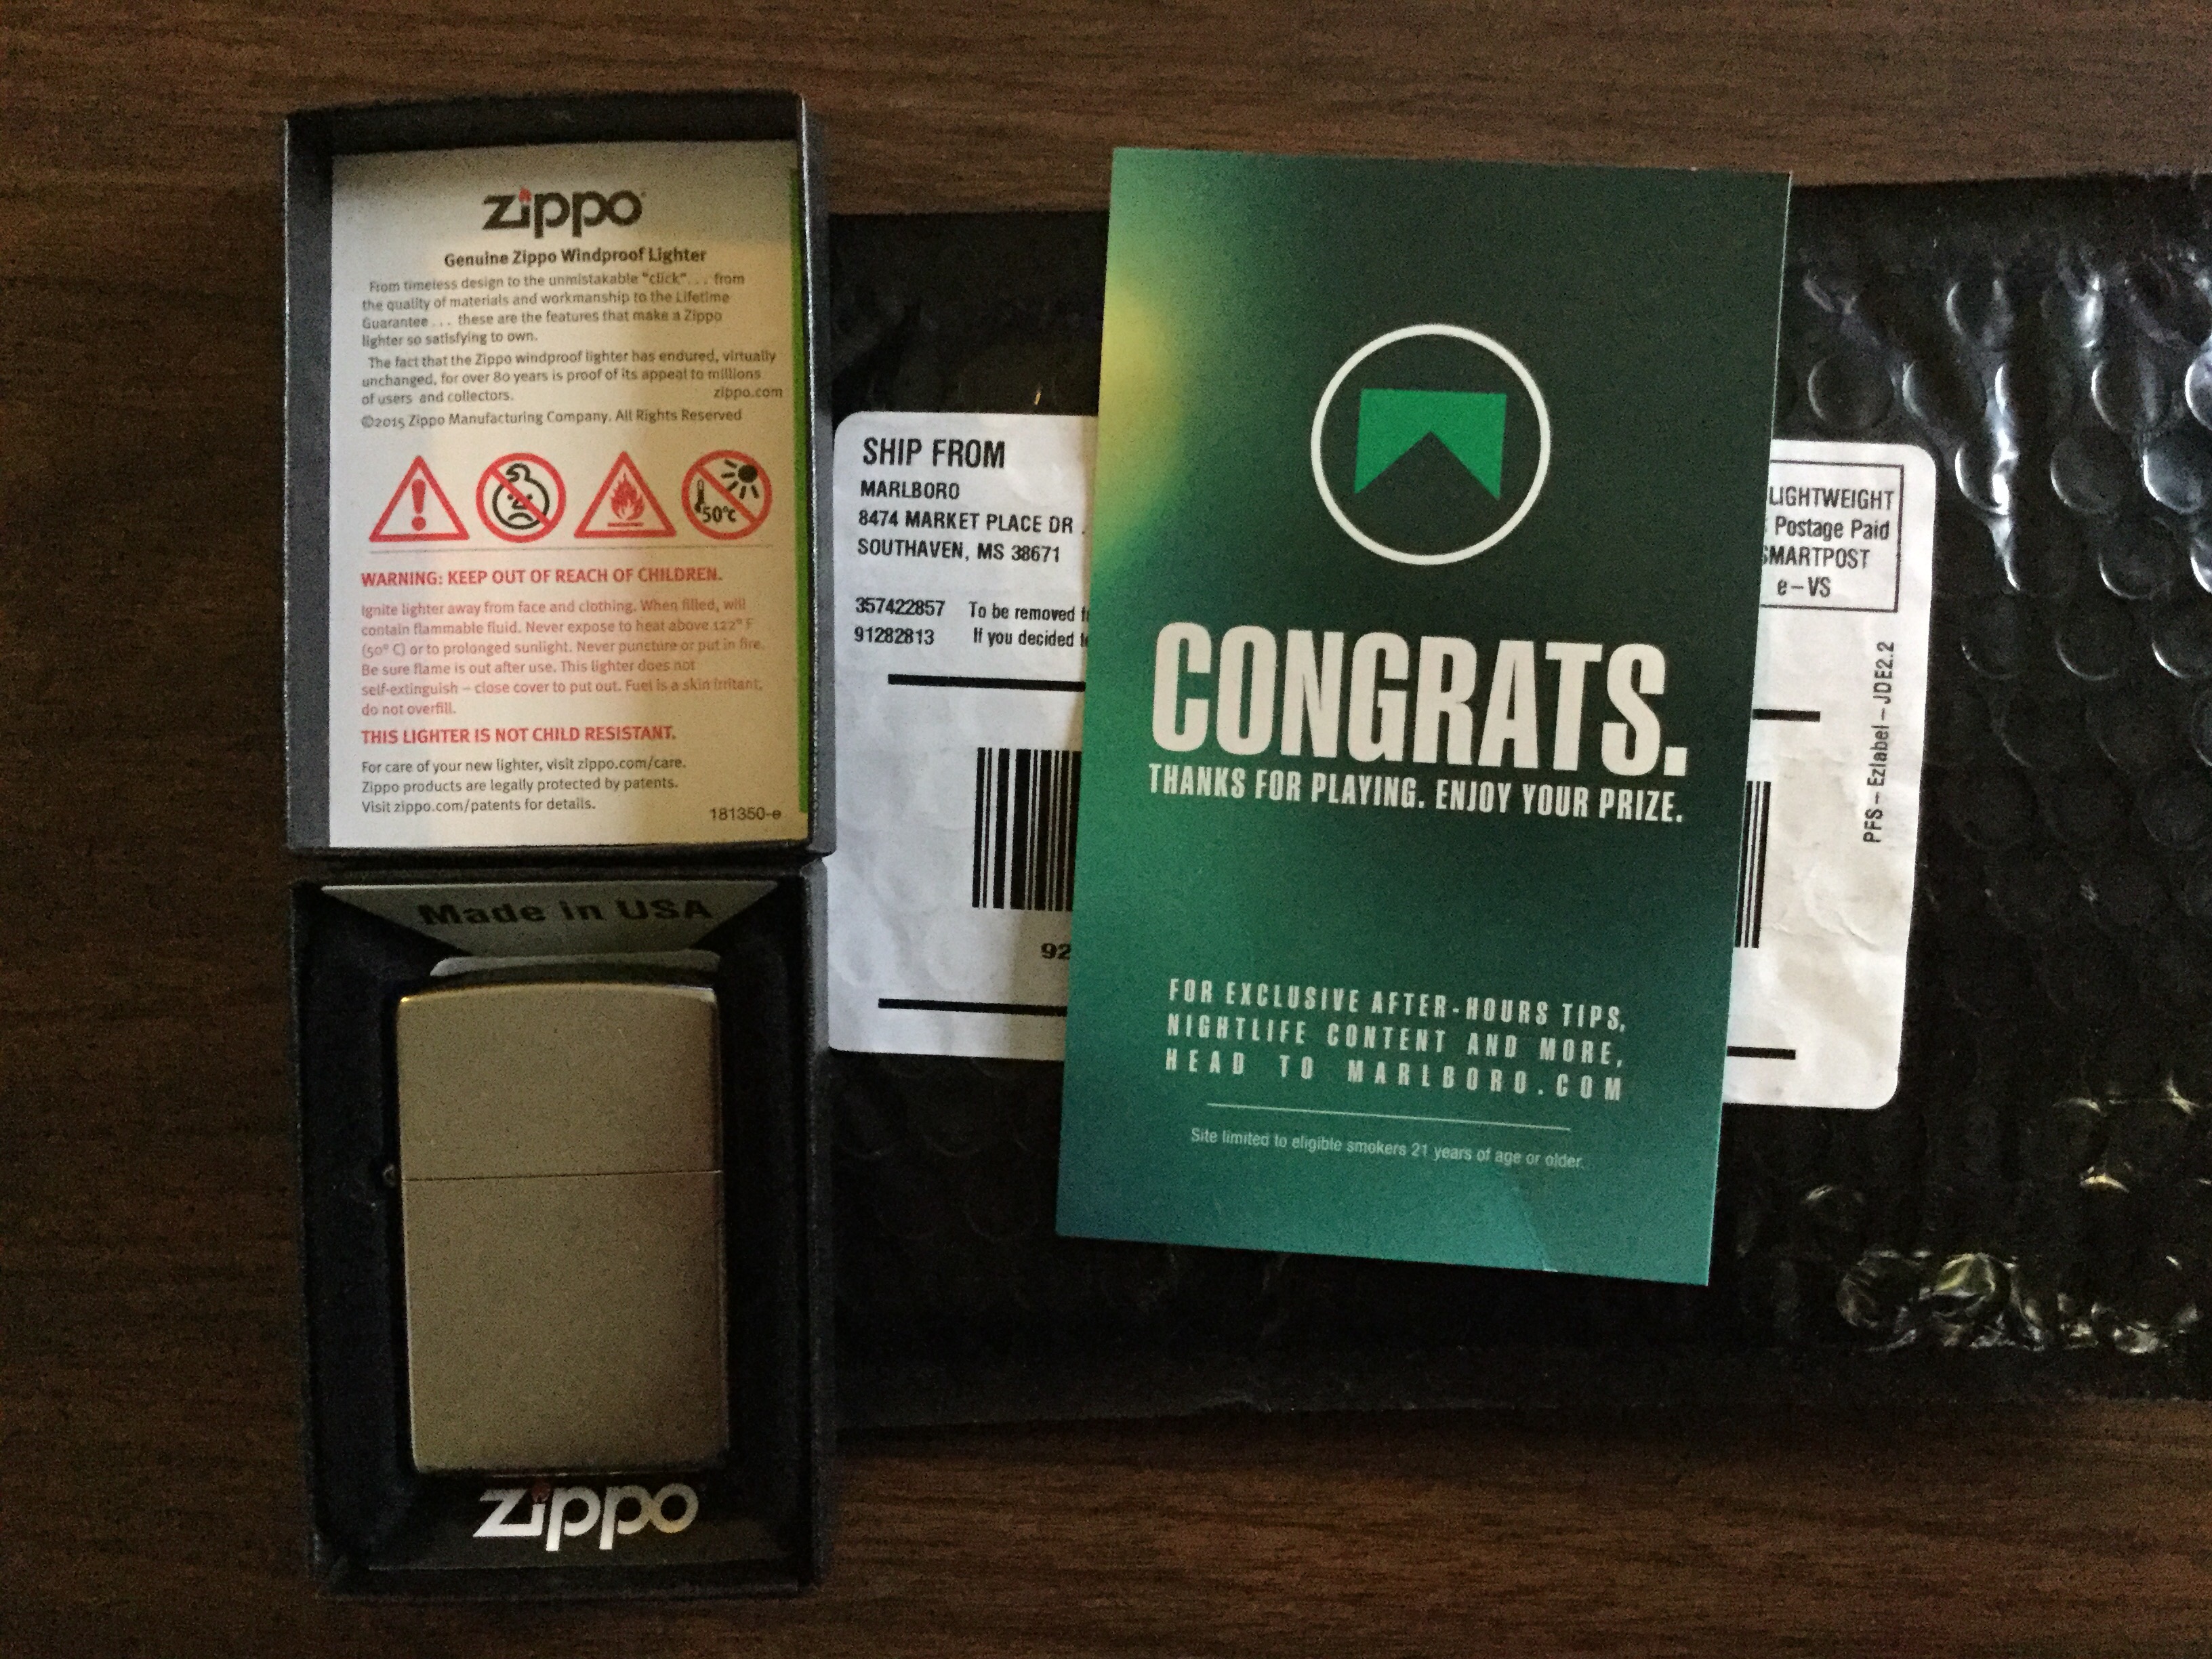 zippo
Genuine Zippo Windproof Lighter
From timeless design to the unmistakable "click". . . from
the quality of materials and workmanship to the Lifetime
Guarantee . . . these are the features that make a Zippo
lighter so satisfying to own.
The fact that the Zippo windproof lighter has endured, virtually
unchanged, for over 80 years is proof of its appeal to millions
of users and collectors. zippo.com
©2015 Zippo Manufacturing Company. All Rights Reserved
50°C
WARNING: KEEP OUT OF REACH OF CHILDREN.
Ignite lighter away from face and clothing. When filled, will
contain flammable fluid. Never expose to heat above 122° F
(50° C) or to prolonged sunlight. Never puncture or put in fire.
Be sure flame is out after use. This lighter does not
self-extinguish – close cover to put out. Fuel is a skin irritant,
do not overfill.
THIS LIGHTER IS NOT CHILD RESISTANT.
For care of your new lighter, visit zippo.com/care.
Zippo products are legally protected by patents.
Visit zippo.com/patents for details.
181350-e
Made in USA
zippo
SHIP FROM
MARLBORO
8474 MARKET PLACE DR .
SOUTHAVEN, MS 38671
357422857 To be removed
91282813 If you decided
92
CONGRATS.
THANKS FOR PLAYING. ENJOY YOUR PRIZE.
FOR EXCLUSIVE AFTER-HOURS TIPS,
NIGHTLIFE CONTENT AND MORE,
HEAD TO MARLBORO.COM
Site limited to eligible smokers 21 years of age or older.
LIGHTWEIGHT
Postage Paid
SMARTPOST
e-VS
PFS - Ezlabel - JDE2.2